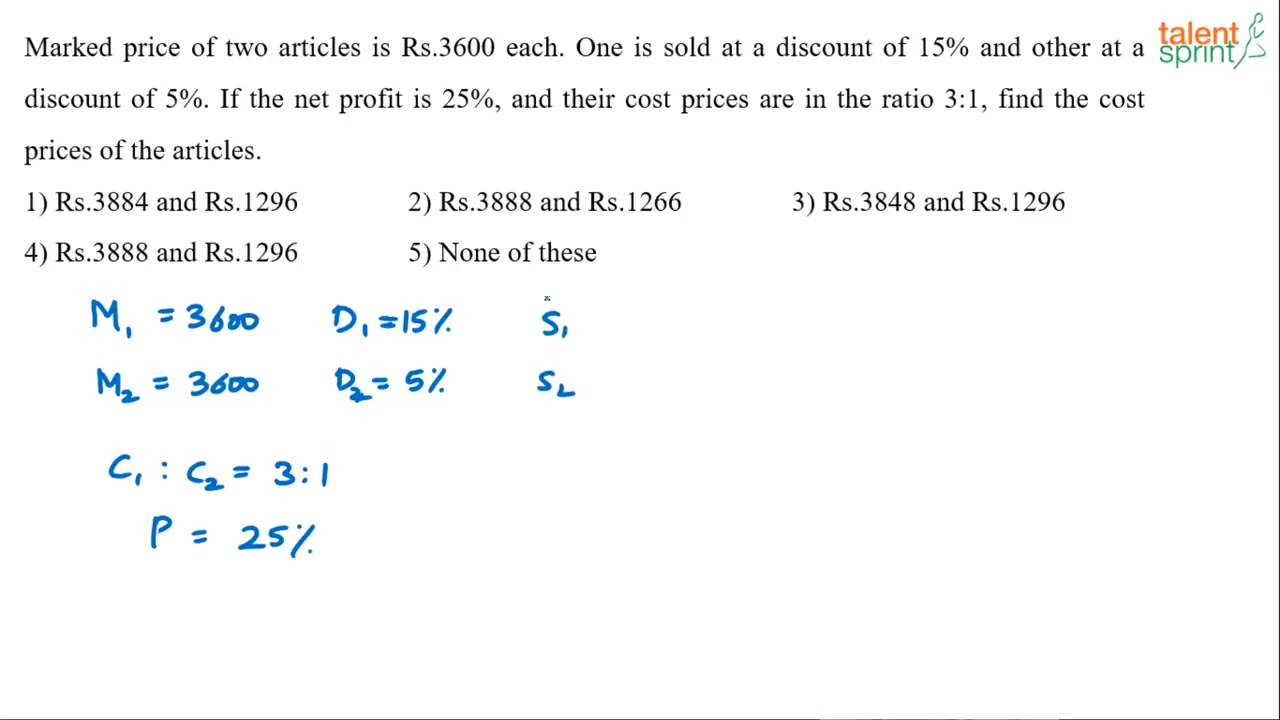 talent
sprint
Marked price of two articles is Rs.3600 each. One is sold at a discount of 15% and other at a
discount of 5%. If the net profit is 25%, and their cost prices are in the ratio 3:1, find the cost
prices of the articles.
1) Rs.3884 and Rs.1296 2) Rs.3888 and Rs.1266 3) Rs.3848 and Rs.1296
4) Rs.3888 and Rs.1296 5) None of these
M₁ = 3600 D₁ = 15% S₁
M₂ = 3600 D₂ = 5% S₂
C₁ : C₂ = 3 : 1
P = 25%